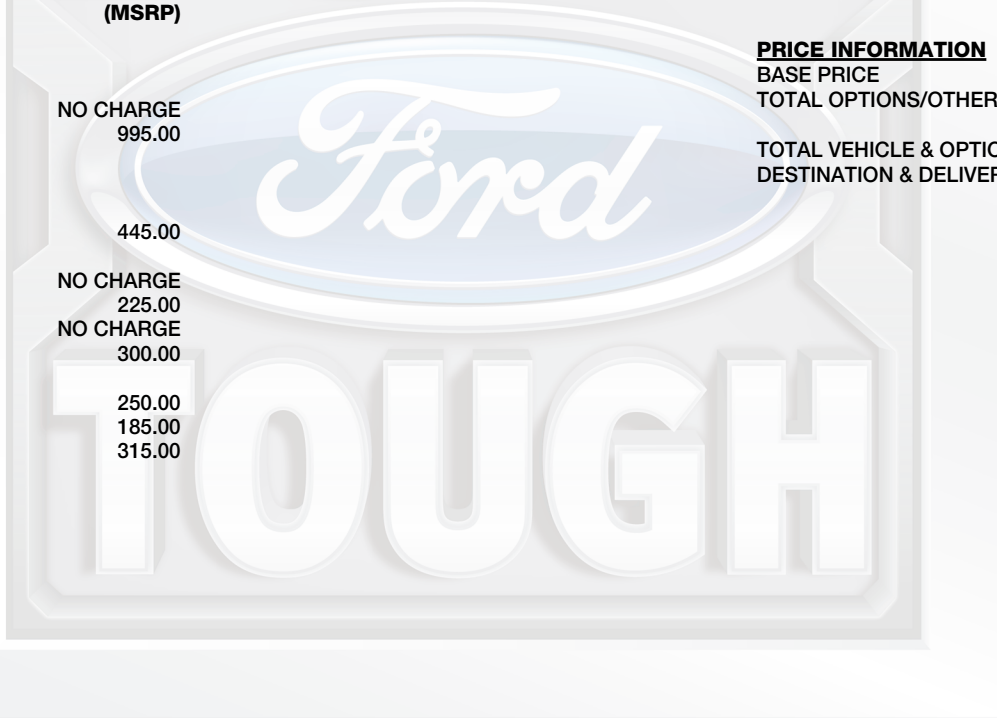 (MSRP)
NO CHARGE
995.00
445.00
NO CHARGE
225.00
NO CHARGE
300.00
250.00
185.00
315.00
PRICE INFORMATION
BASE PRICE
TOTAL OPTIONS/OTHER
TOTAL VEHICLE & OPTIO
DESTINATION & DELIVER
Ford
TOUGH